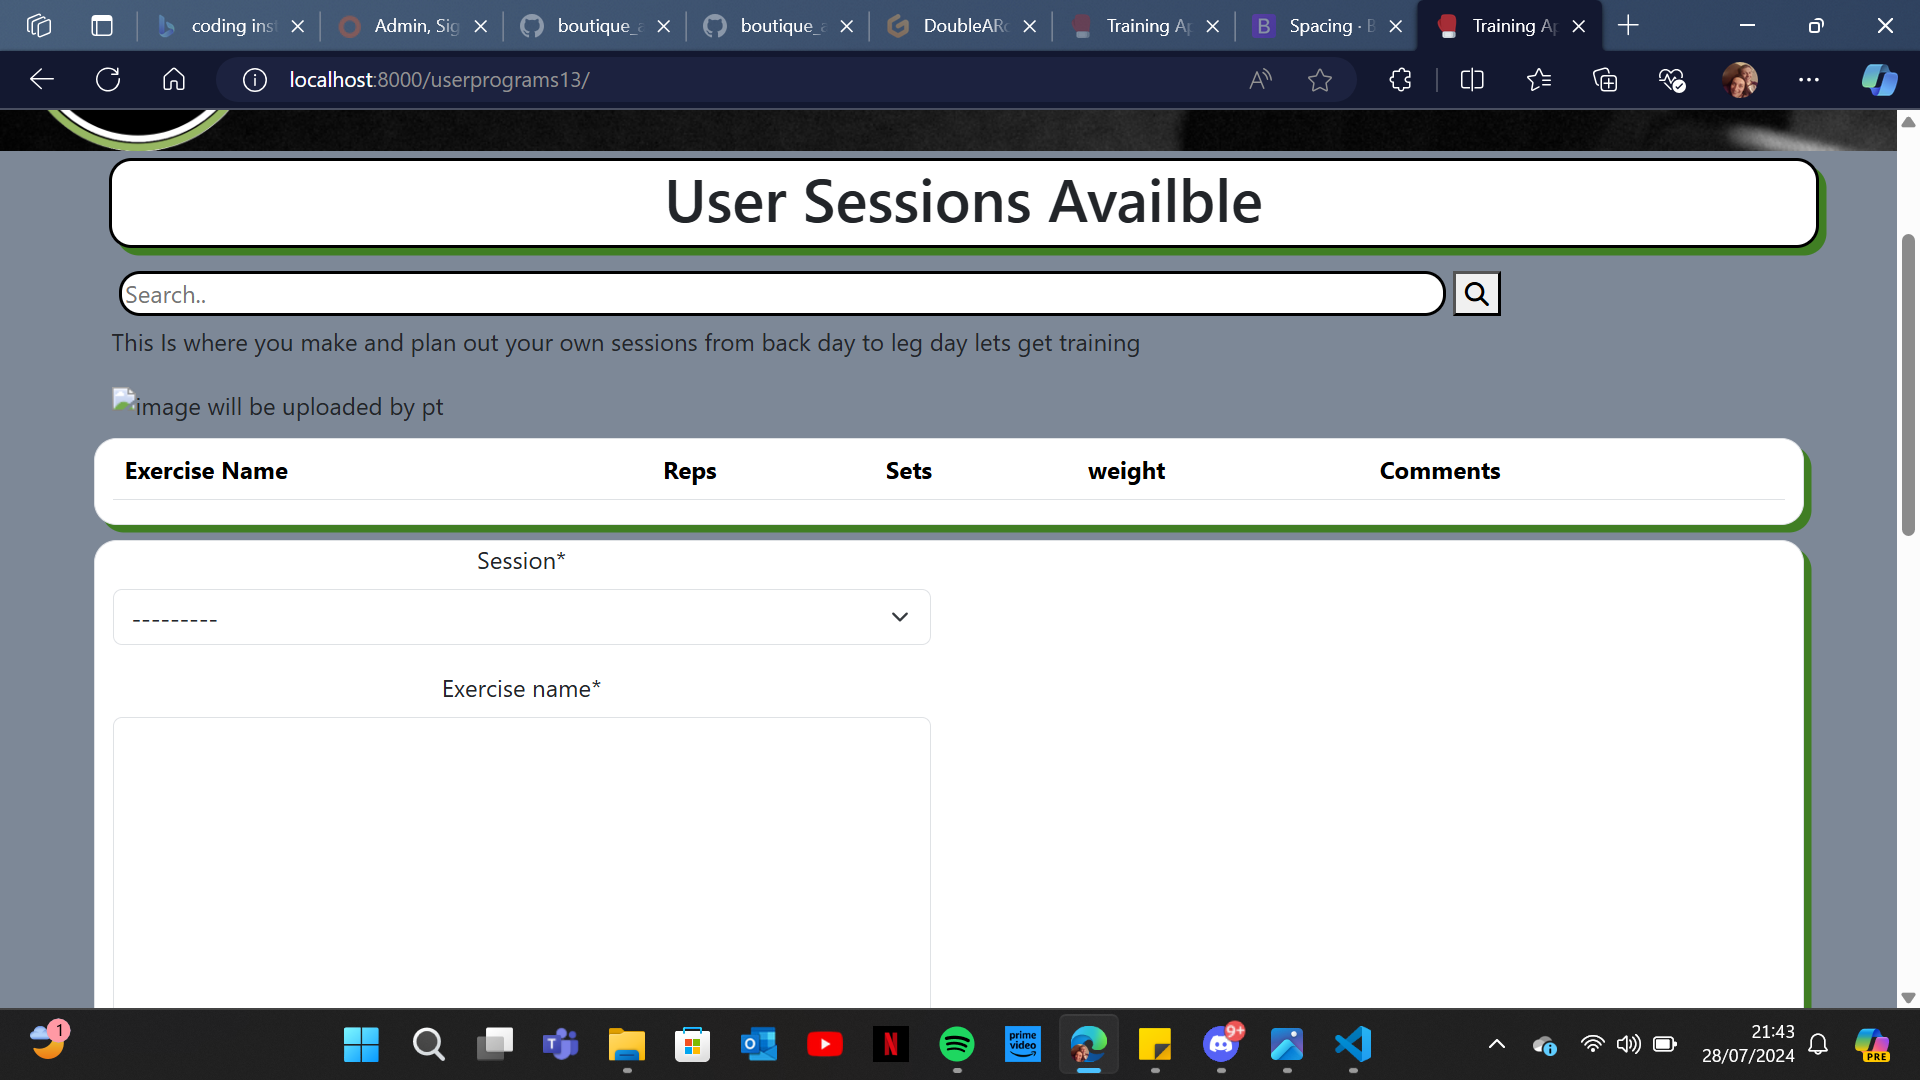 coding inst
Admin, Sig
boutique_a
boutique_a
DoubleARo
Training Ap
Spacing · B
Training Ap
localhost:8000/userprograms13/
User Sessions Availble
Search..
This Is where you make and plan out your own sessions from back day to leg day lets get training
image will be uploaded by pt
Exercise Name Reps Sets weight Comments
Session*
---------
Exercise name*
1
prime video
9+
21:43
28/07/2024
PRE